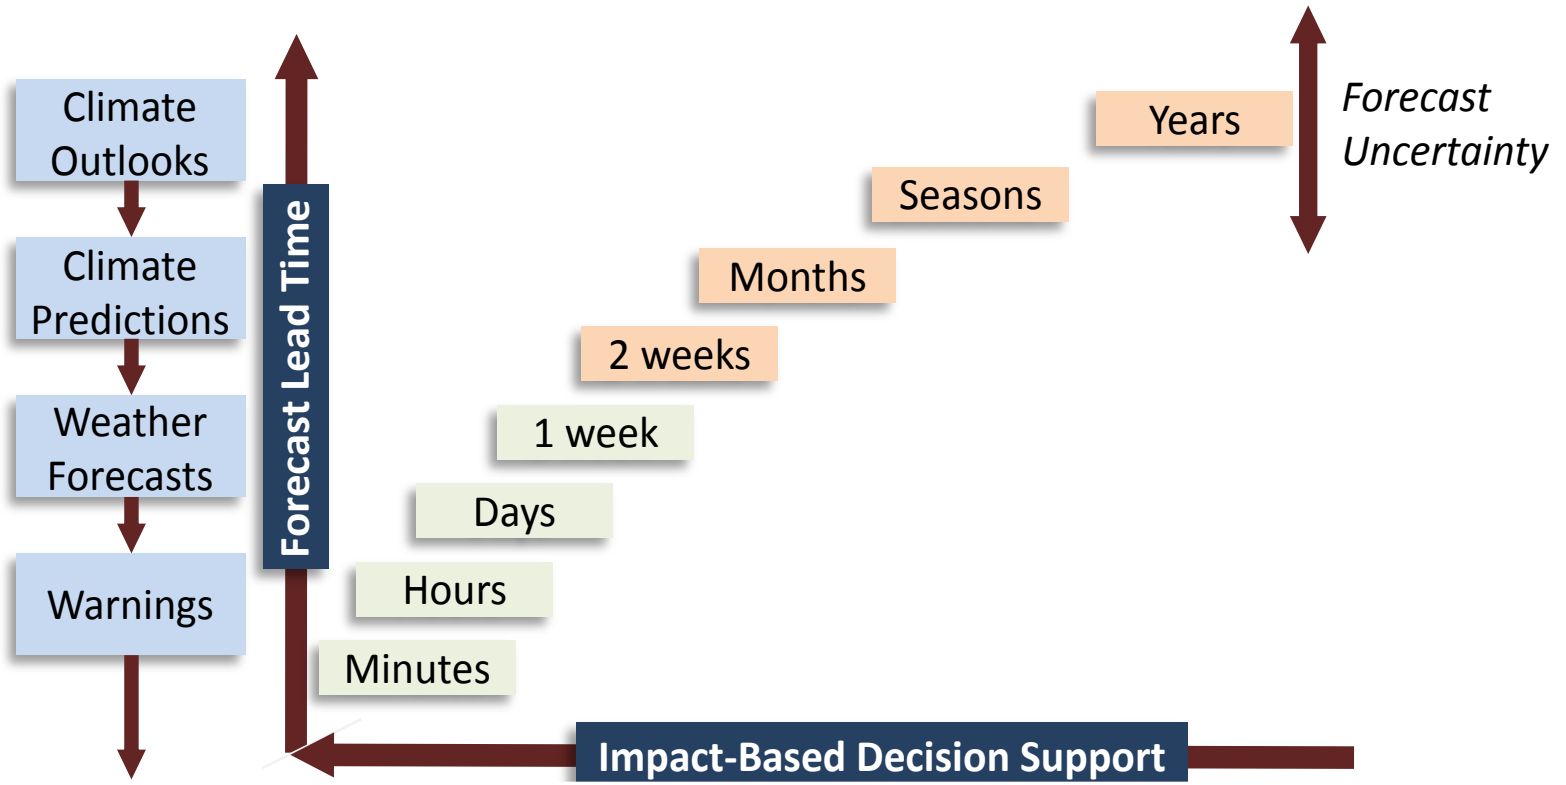 Climate
Outlooks
Climate
Predictions
Weather
Forecasts
Warnings
Forecast Lead Time
Years
Seasons
Months
2 weeks
1 week
Days
Hours
Minutes
Forecast
Uncertainty
Impact-Based Decision Support